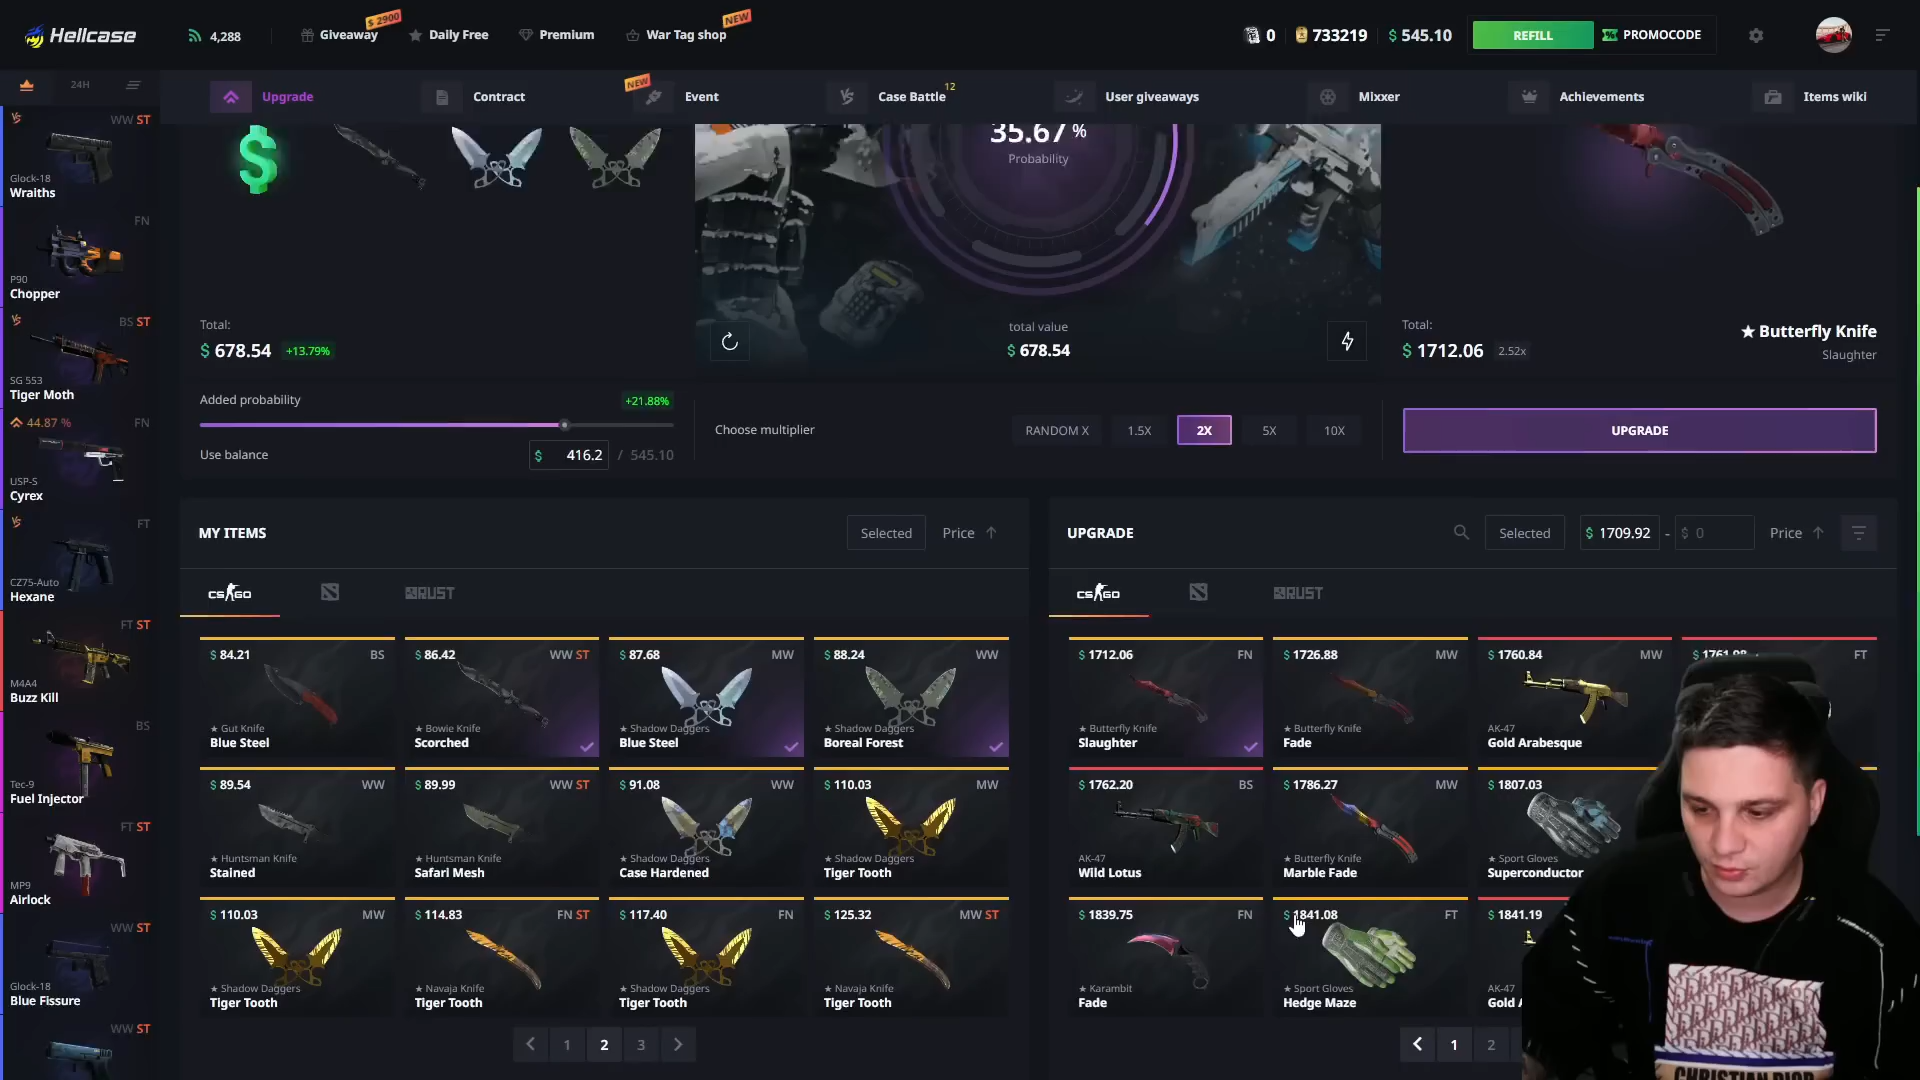 Hellcase
4,288
Giveaway
$ 2900
Daily Free
Premium
War Tag shop
NEW
0
733219
$ 545.10
REFILL
PROMOCODE
24H
Upgrade
Contract
NEW
Event
Case Battle
12
User giveaways
Mixxer
Achievements
Items wiki
WW ST
Glock-18
Wraiths
FN
P90
Chopper
BS ST
SG 553
Tiger Moth
44.87 %
FN
USP-S
Cyrex
FT
CZ75-Auto
Hexane
FT ST
M4A4
Buzz Kill
BS
Tec-9
Fuel Injector
FT ST
MP9
Airlock
WW ST
Glock-18
Blue Fissure
WW ST
Total:
$ 678.54 +13.79%
35.67 %
Probability
total value
$ 678.54
Total:
$ 1712.06 2.52x
★ Butterfly Knife
Slaughter
Added probability
+21.88%
Use balance
$ 416.2 / 545.10
Choose multiplier
RANDOM X
1.5X
2X
5X
10X
UPGRADE
MY ITEMS
Selected
Price
CS GO
RUST
$ 84.21 BS
★ Gut Knife
Blue Steel
$ 86.42 WW ST
★ Bowie Knife
Scorched
$ 87.68 MW
★ Shadow Daggers
Blue Steel
$ 88.24 WW
★ Shadow Daggers
Boreal Forest
$ 89.54 WW
★ Huntsman Knife
Stained
$ 89.99 WW ST
★ Huntsman Knife
Safari Mesh
$ 91.08 WW
★ Shadow Daggers
Case Hardened
$ 110.03 MW
★ Shadow Daggers
Tiger Tooth
$ 110.03 MW
★ Shadow Daggers
Tiger Tooth
$ 114.83 FN ST
★ Navaja Knife
Tiger Tooth
$ 117.40 FN
★ Shadow Daggers
Tiger Tooth
$ 125.32 MW ST
★ Navaja Knife
Tiger Tooth
1 2 3
UPGRADE
Selected
$ 1709.92 - $ 0
Price
CS GO
RUST
$ 1712.06 FN
★ Butterfly Knife
Slaughter
$ 1726.88 MW
★ Butterfly Knife
Fade
$ 1760.84 MW
AK-47
Gold Arabesque
$ 1761.98 FT
$ 1762.20 BS
AK-47
Wild Lotus
$ 1786.27 MW
★ Butterfly Knife
Marble Fade
$ 1807.03
★ Sport Gloves
Superconductor
$ 1839.75 FN
★ Karambit
Fade
$ 1841.08 FT
★ Sport Gloves
Hedge Maze
$ 1841.19
AK-47
Gold A
1 2
CHRISTIAN DIOR